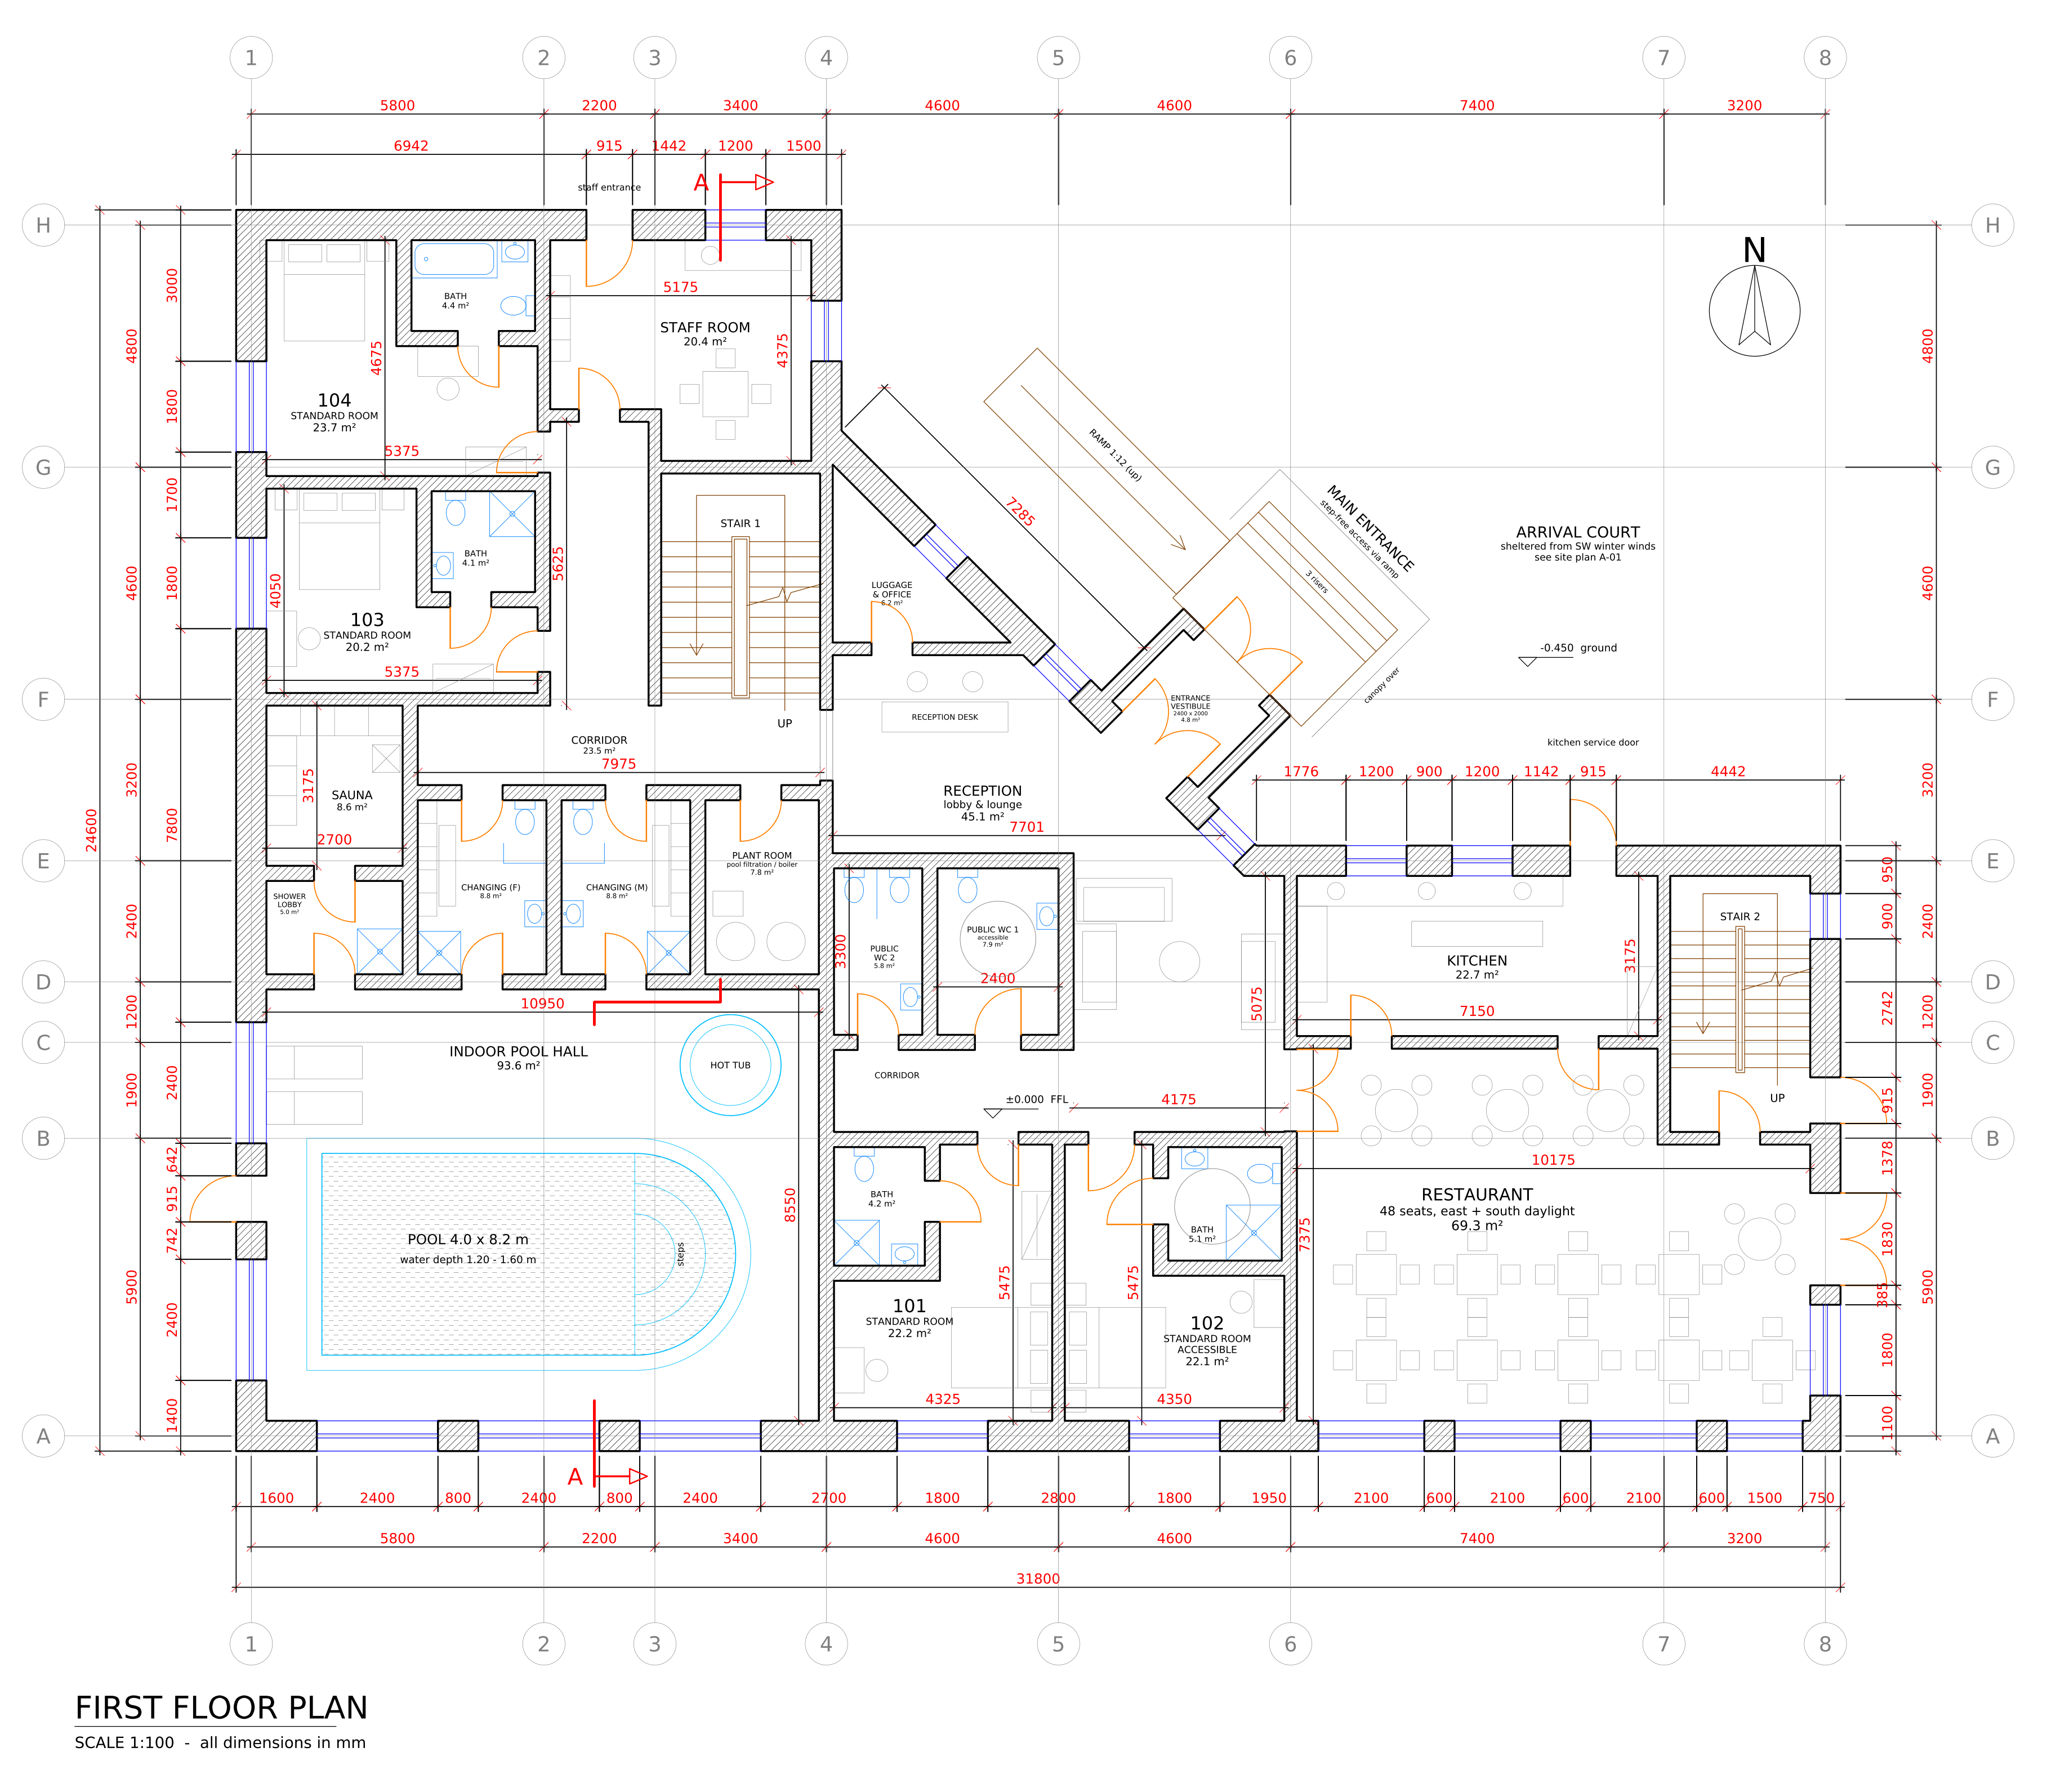 1 2 3 4 5 6 7 8
5800 2200 3400 4600 4600 7400 3200
6942 915 1442 1200 1500
staff entrance
A
H H
N
3000
4800 4800
1800
1700
4600 4600
1800
3200 3200
7800
24600
2400 2400
1200 1200
1900 1900
2400
642
915
742
5900 5900
2400
1400
G G
F F
E E
D D
C C
B B
A A
BATH
4.4 m²
5175
STAFF ROOM
20.4 m²
4375
4675
104
STANDARD ROOM
23.7 m²
5375
RAMP 1:12 (up)
7285
MAIN ENTRANCE
step-free access via ramp
3 risers
canopy over
ARRIVAL COURT
sheltered from SW winter winds
see site plan A-01
-0.450 ground
STAIR 1
UP
BATH
4.1 m²
5625
4050
103
STANDARD ROOM
20.2 m²
5375
LUGGAGE
& OFFICE
6.2 m²
ENTRANCE
VESTIBULE
2400 x 2000
4.8 m²
RECEPTION DESK
CORRIDOR
23.5 m²
7975
3175
SAUNA
8.6 m²
2700
RECEPTION
lobby & lounge
45.1 m²
7701
kitchen service door
1776 1200 900 1200 1142 915 4442
PLANT ROOM
pool filtration / boiler
7.8 m²
CHANGING (F)
8.8 m²
CHANGING (M)
8.8 m²
SHOWER
LOBBY
5.0 m²
3300
PUBLIC
WC 2
5.8 m²
PUBLIC WC 1
accessible
7.9 m²
2400
5075
KITCHEN
22.7 m²
3175
7150
STAIR 2
UP
950
900
2742
915
1378
1830
385
1800
1100
10950
INDOOR POOL HALL
93.6 m²
HOT TUB
CORRIDOR
±0.000 FFL
4175
8550
POOL 4.0 x 8.2 m
water depth 1.20 - 1.60 m
steps
BATH
4.2 m²
5475
101
STANDARD ROOM
22.2 m²
4325
5475
BATH
5.1 m²
102
STANDARD ROOM
ACCESSIBLE
22.1 m²
4350
7375
10175
RESTAURANT
48 seats, east + south daylight
69.3 m²
A
1600 2400 800 2400 800 2400 2700 1800 2800 1800 1950 2100 600 2100 600 2100 600 1500 750
5800 2200 3400 4600 4600 7400 3200
31800
1 2 3 4 5 6 7 8
FIRST FLOOR PLAN
SCALE 1:100 - all dimensions in mm